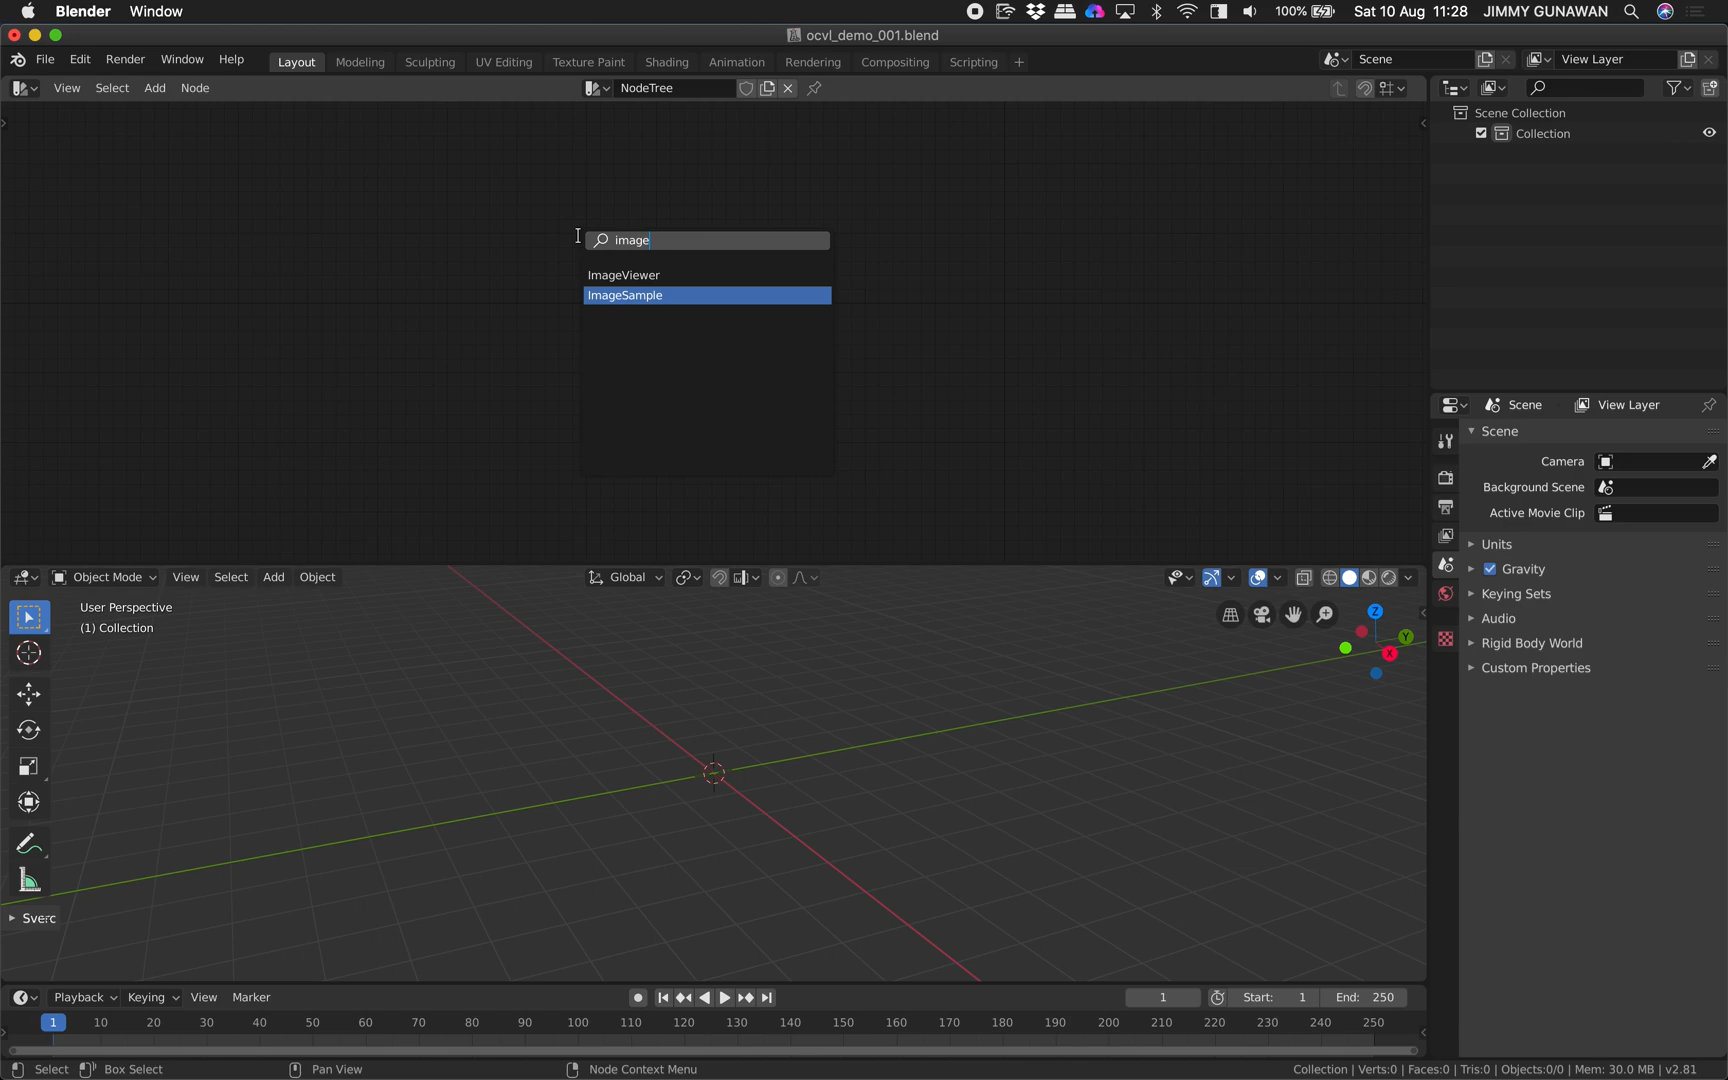 Blender Window 100% Sat 10 Aug 11:28 JIMMY GUNAWAN
ocvl_demo_001.blend
File Edit Render Window Help Layout Modeling Sculpting UV Editing Texture Paint Shading Animation Rendering Compositing Scripting + Scene View Layer
View Select Add Node NodeTree
Scene Collection
Collection
image
ImageViewer
ImageSample
Scene View Layer
Scene
Camera
Background Scene
Active Movie Clip
Units
Gravity
Keying Sets
Audio
Rigid Body World
Custom Properties
Object Mode View Select Add Object Global
User Perspective
(1) Collection
Z
Y
X
Sverc
Playback Keying View Marker 1 Start: 1 End: 250
1 10 20 30 40 50 60 70 80 90 100 110 120 130 140 150 160 170 180 190 200 210 220 230 240 250
Select Box Select Pan View Node Context Menu Collection | Verts:0 | Faces:0 | Tris:0 | Objects:0/0 | Mem: 30.0 MB | v2.81